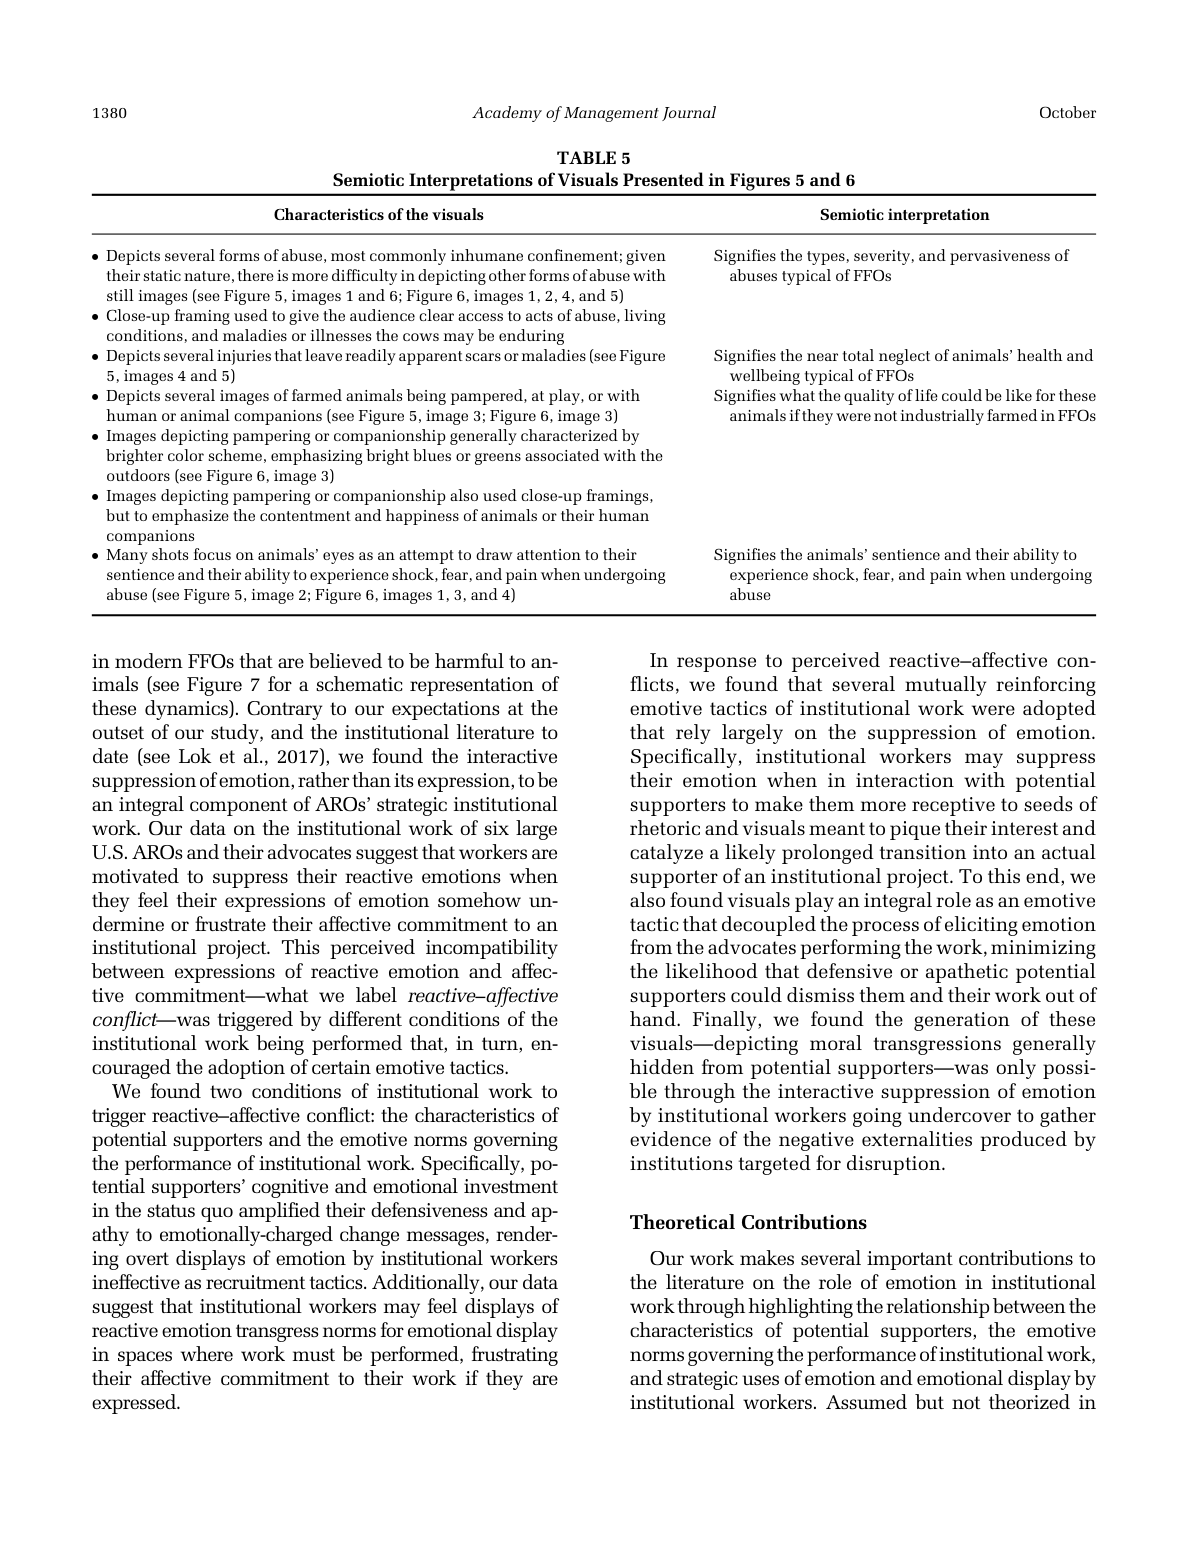 1380
Academy of Management Journal
October
TABLE 5
Semiotic Interpretations of Visuals Presented in Figures 5 and 6
Characteristics of the visuals
Semiotic interpretation
• Depicts several forms of abuse, most commonly inhumane confinement; given
their static nature, there is more difficulty in depicting other forms of abuse with
still images (see Figure 5, images 1 and 6; Figure 6, images 1, 2, 4, and 5)
Signifies the types, severity, and pervasiveness of
abuses typical of FFOs
• Close-up framing used to give the audience clear access to acts of abuse, living
conditions, and maladies or illnesses the cows may be enduring
• Depicts several injuries that leave readily apparent scars or maladies (see Figure
5, images 4 and 5)
Signifies the near total neglect of animals’ health and
wellbeing typical of FFOs
• Depicts several images of farmed animals being pampered, at play, or with
human or animal companions (see Figure 5, image 3; Figure 6, image 3)
Signifies what the quality of life could be like for these
animals if they were not industrially farmed in FFOs
• Images depicting pampering or companionship generally characterized by
brighter color scheme, emphasizing bright blues or greens associated with the
outdoors (see Figure 6, image 3)
• Images depicting pampering or companionship also used close-up framings,
but to emphasize the contentment and happiness of animals or their human
companions
• Many shots focus on animals’ eyes as an attempt to draw attention to their
sentience and their ability to experience shock, fear, and pain when undergoing
abuse (see Figure 5, image 2; Figure 6, images 1, 3, and 4)
Signifies the animals’ sentience and their ability to
experience shock, fear, and pain when undergoing
abuse
in modern FFOs that are believed to be harmful to an-
imals (see Figure 7 for a schematic representation of
these dynamics). Contrary to our expectations at the
outset of our study, and the institutional literature to
date (see Lok et al., 2017), we found the interactive
suppression of emotion, rather than its expression, to be
an integral component of AROs’ strategic institutional
work. Our data on the institutional work of six large
U.S. AROs and their advocates suggest that workers are
motivated to suppress their reactive emotions when
they feel their expressions of emotion somehow un-
dermine or frustrate their affective commitment to an
institutional project. This perceived incompatibility
between expressions of reactive emotion and affec-
tive commitment—what we label reactive–affective
conflict—was triggered by different conditions of the
institutional work being performed that, in turn, en-
couraged the adoption of certain emotive tactics.
We found two conditions of institutional work to
trigger reactive–affective conflict: the characteristics of
potential supporters and the emotive norms governing
the performance of institutional work. Specifically, po-
tential supporters’ cognitive and emotional investment
in the status quo amplified their defensiveness and ap-
athy to emotionally-charged change messages, render-
ing overt displays of emotion by institutional workers
ineffective as recruitment tactics. Additionally, our data
suggest that institutional workers may feel displays of
reactive emotion transgress norms for emotional display
in spaces where work must be performed, frustrating
their affective commitment to their work if they are
expressed.
In response to perceived reactive–affective con-
flicts, we found that several mutually reinforcing
emotive tactics of institutional work were adopted
that rely largely on the suppression of emotion.
Specifically, institutional workers may suppress
their emotion when in interaction with potential
supporters to make them more receptive to seeds of
rhetoric and visuals meant to pique their interest and
catalyze a likely prolonged transition into an actual
supporter of an institutional project. To this end, we
also found visuals play an integral role as an emotive
tactic that decoupled the process of eliciting emotion
from the advocates performing the work, minimizing
the likelihood that defensive or apathetic potential
supporters could dismiss them and their work out of
hand. Finally, we found the generation of these
visuals—depicting moral transgressions generally
hidden from potential supporters—was only possi-
ble through the interactive suppression of emotion
by institutional workers going undercover to gather
evidence of the negative externalities produced by
institutions targeted for disruption.
Theoretical Contributions
Our work makes several important contributions to
the literature on the role of emotion in institutional
work through highlighting the relationship between the
characteristics of potential supporters, the emotive
norms governing the performance of institutional work,
and strategic uses of emotion and emotional display by
institutional workers. Assumed but not theorized in